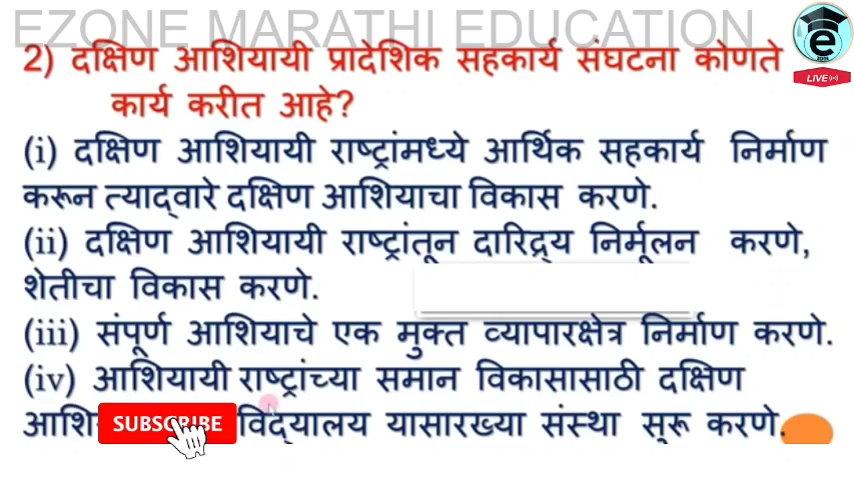 EZONE MARATHI EDUCATION
e
LIVE
2) दक्षिण आशियायी प्रादेशिक सहकार्य संघटना कोणते
कार्य करीत आहे?
(i) दक्षिण आशियायी राष्ट्रांमध्ये आर्थिक सहकार्य निर्माण
करून त्याद्वारे दक्षिण आशियाचा विकास करणे.
(ii) दक्षिण आशियायी राष्ट्रांतून दारिद्र्य निर्मूलन करणे,
शेतीचा विकास करणे.
(iii) संपूर्ण आशियाचे एक मुक्त व्यापारक्षेत्र निर्माण करणे.
(iv) आशियायी राष्ट्रांच्या समान विकासासाठी दक्षिण
विद्यालय यासारख्या संस्था सुरू करणे.
SUBSCRIBE